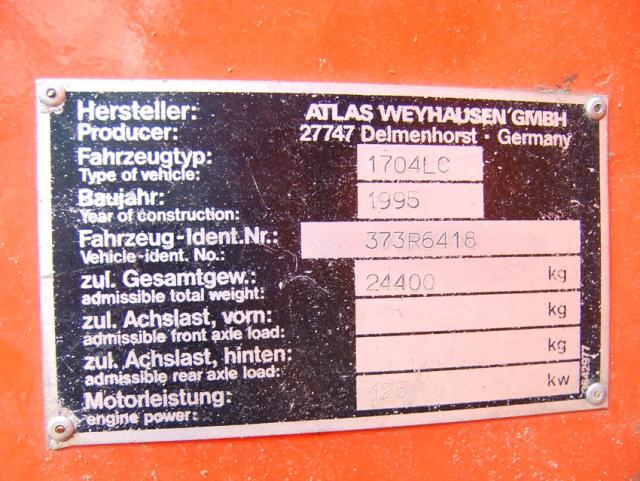 Hersteller: ATLAS WEYHAUSEN GMBH
Producer: 27747 Delmenhorst · Germany
Fahrzeugtyp: 1704LC
Type of vehicle:
Baujahr: 1995
Year of construction:
Fahrzeug-Ident.Nr.: 373R6418
Vehicle-ident. No.:
zul. Gesamtgew.: 24400 kg
admissible total weight:
zul. Achslast, vorn: kg
admissible front axle load:
zul. Achslast, hinten: kg
admissible rear axle load:
Motorleistung: 125 kw
engine power: